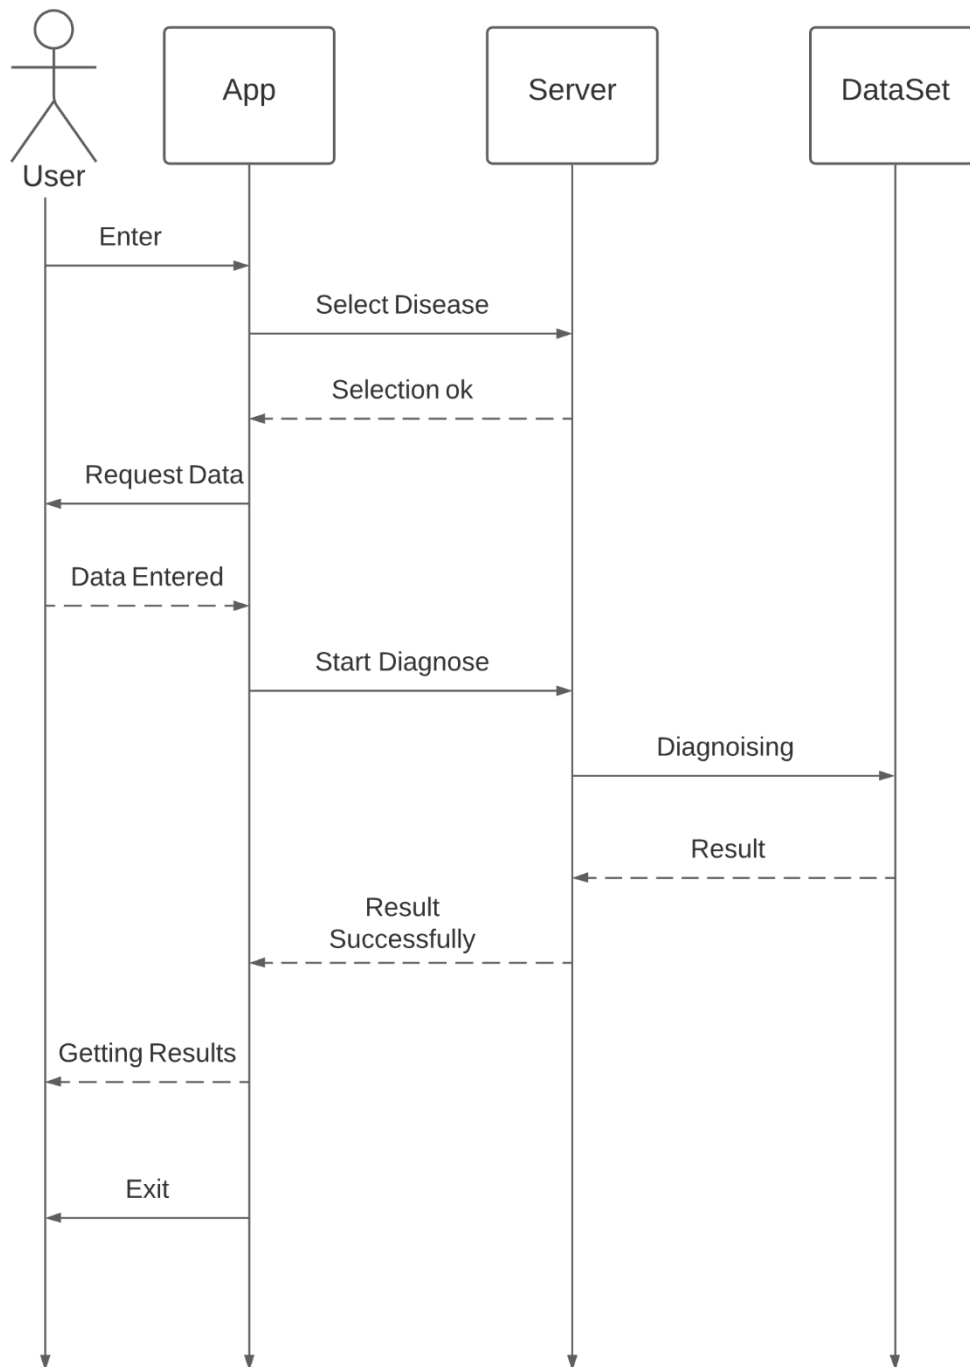 App
Server
DataSet
User
Enter
Select Disease
Selection ok
Request Data
Data Entered
Start Diagnose
Diagnoising
Result
Result
Successfully
Getting Results
Exit